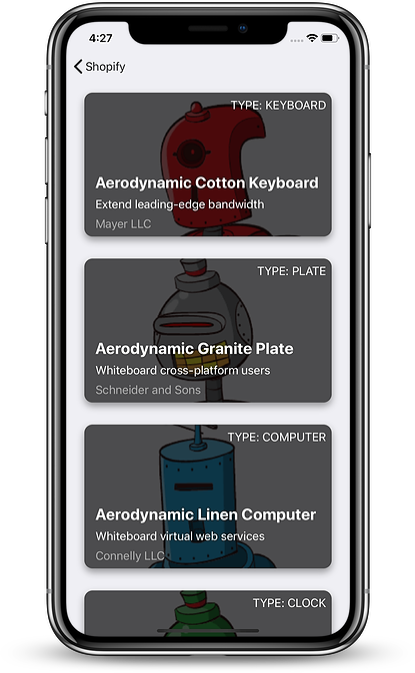 4:27
Shopify
TYPE: KEYBOARD
Aerodynamic Cotton Keyboard
Extend leading-edge bandwidth
Mayer LLC
TYPE: PLATE
Aerodynamic Granite Plate
Whiteboard cross-platform users
Schneider and Sons
TYPE: COMPUTER
Aerodynamic Linen Computer
Whiteboard virtual web services
Connelly LLC
TYPE: CLOCK